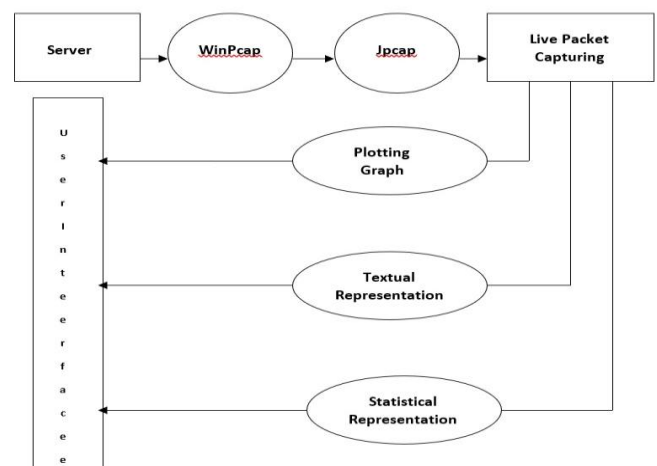 Server
WinPcap
Jpcap
Live Packet
Capturing
U
s
e
r
I
n
t
e
e
r
f
a
c
e
e
Plotting
Graph
Textual
Representation
Statistical
Representation